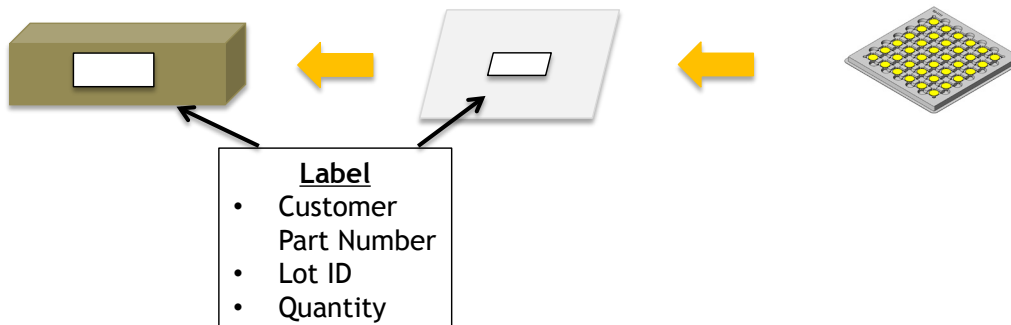 Label
• Customer
Part Number
• Lot ID
• Quantity